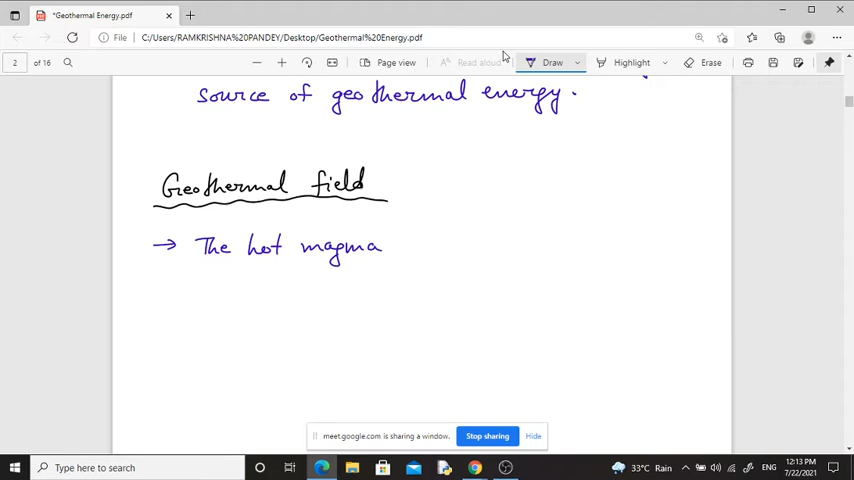 *Geothermal Energy.pdf
File C:/Users/RAMKRISHNA%20PANDEY/Desktop/Geothermal%20Energy.pdf
2 of 16 Page view Read aloud Draw Highlight Erase
source of geothermal energy.
Geothermal field
→ The hot magma
meet.google.com is sharing a window. Stop sharing Hide
Type here to search 33°C Rain ENG 12:13 PM
7/22/2021